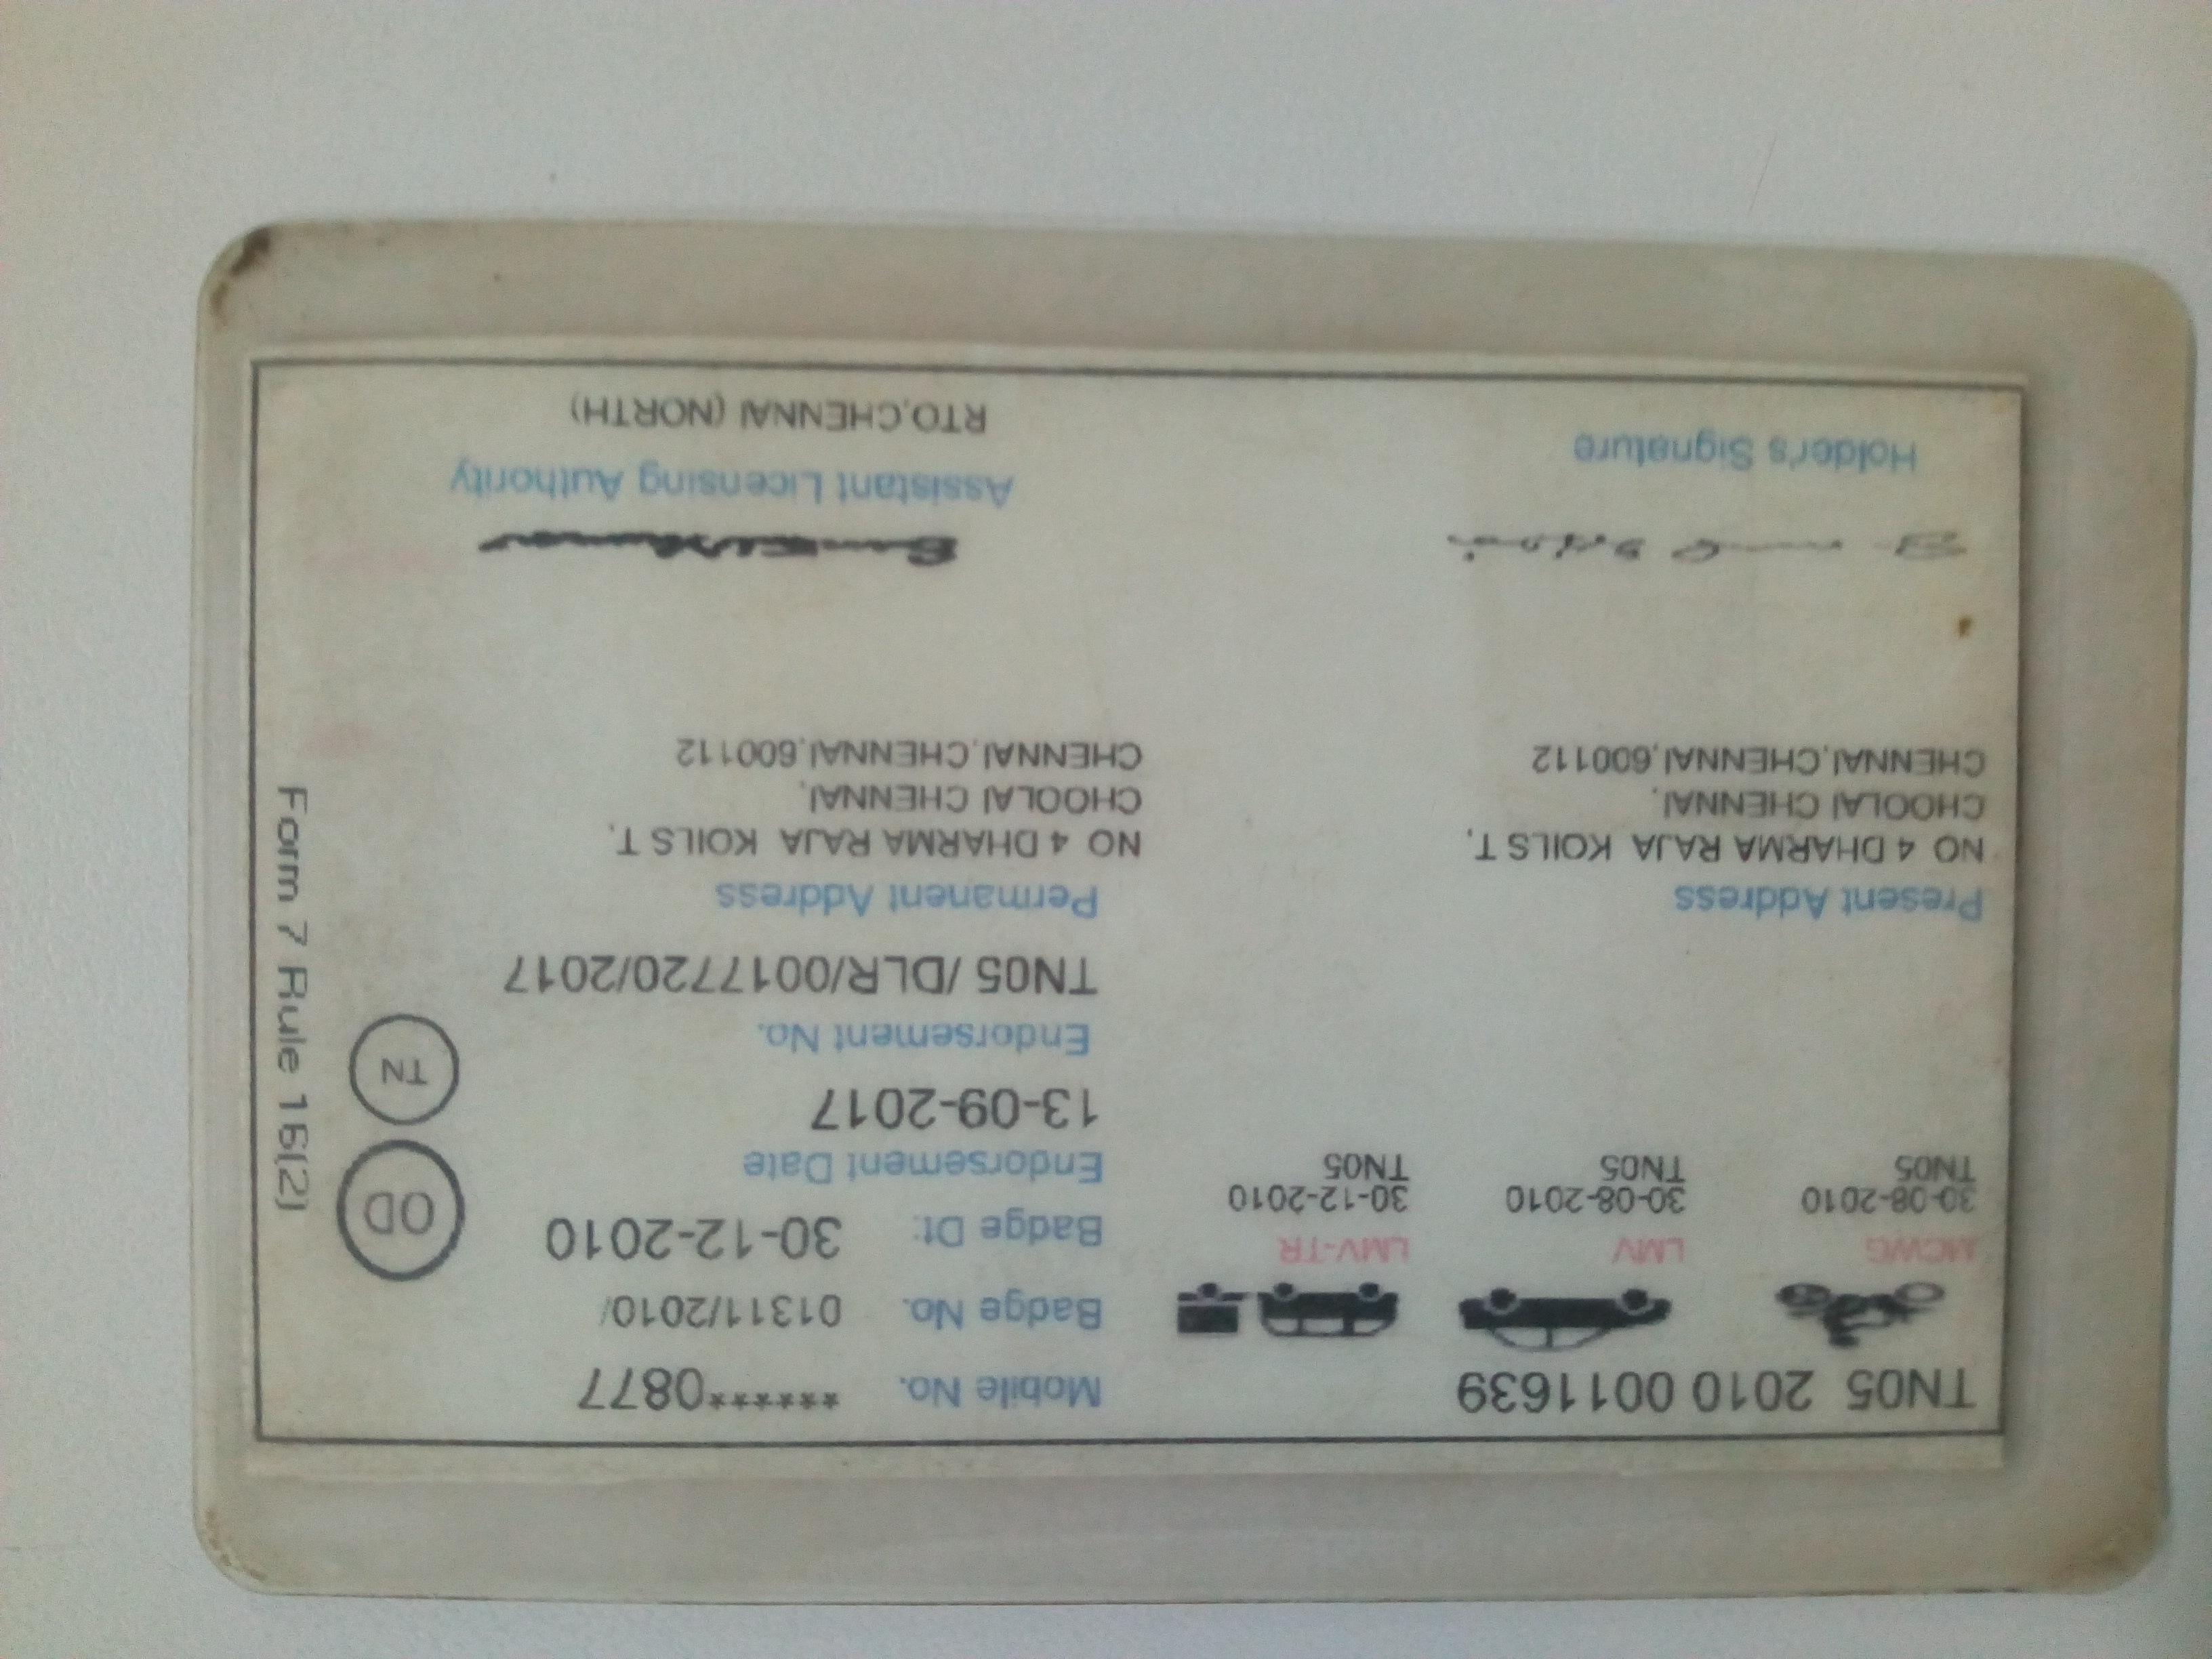 TN05 2010 0011639
MCWG
30-08-2010
TN05
LMV
30-08-2010
TN05
LMV-TR
30-12-2010
TN05
Mobile No. ******0877
Badge No. 01311/2010/
Badge Dt: 30-12-2010
Endorsement Date
13-09-2017
Endorsement No.
TN05 /DLR/0017720/2017
OD
TN
Form 7 Rule 16(2)
Present Address
NO 4 DHARMA RAJA KOILS T,
CHOOLAI CHENNAI,
CHENNAI,CHENNAI,600112
Permanent Address
NO 4 DHARMA RAJA KOILS T,
CHOOLAI CHENNAI,
CHENNAI,CHENNAI,600112
Holder's Signature
Assistant Licensing Authority
RTO,CHENNAI (NORTH)